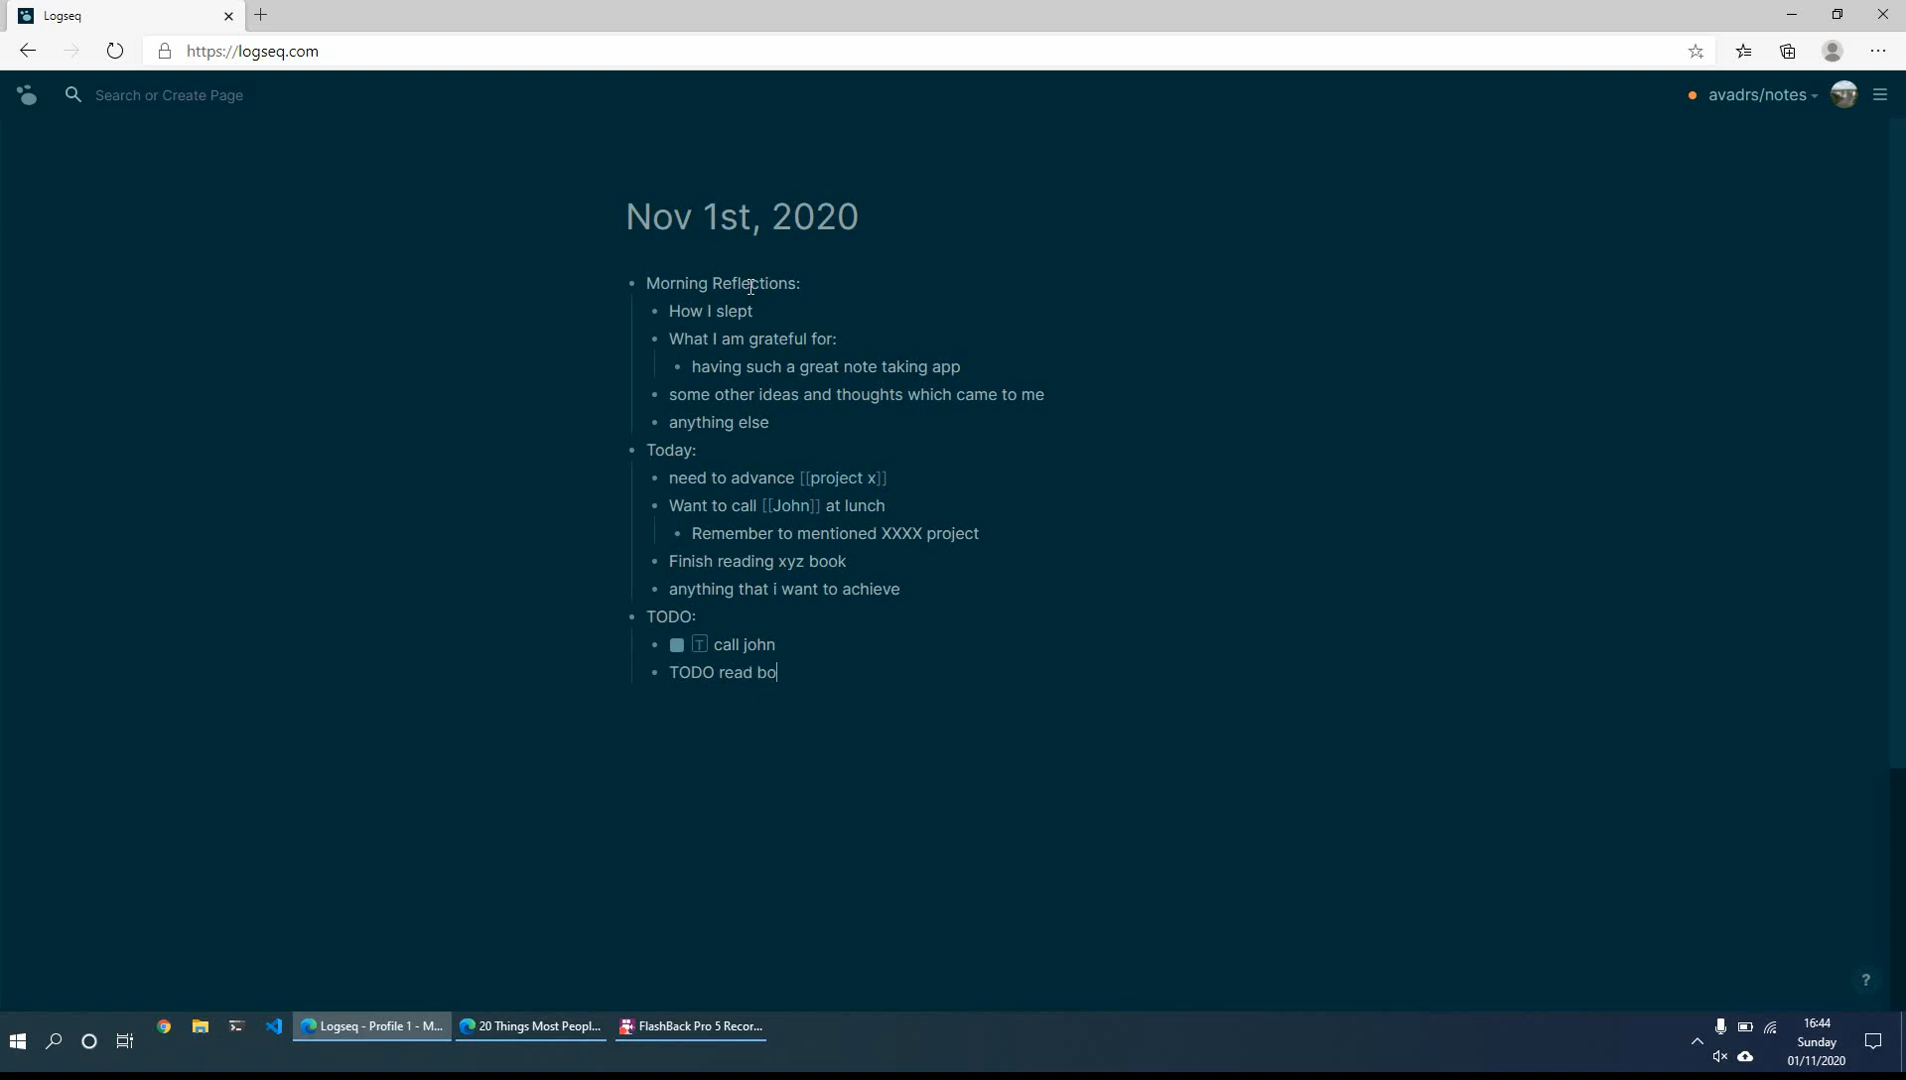 Logseq
https://logseq.com
Search or Create Page
avadrs/notes
Nov 1st, 2020
Morning Reflections:
How I slept
What I am grateful for:
having such a great note taking app
some other ideas and thoughts which came to me
anything else
Today:
need to advance [[project x]]
Want to call [[John]] at lunch
Remember to mentioned XXXX project
Finish reading xyz book
anything that i want to achieve
TODO:
T call john
TODO read bo
?
Logseq - Profile 1 - M...
20 Things Most Peopl...
FlashBack Pro 5 Recor...
16:44
Sunday
01/11/2020